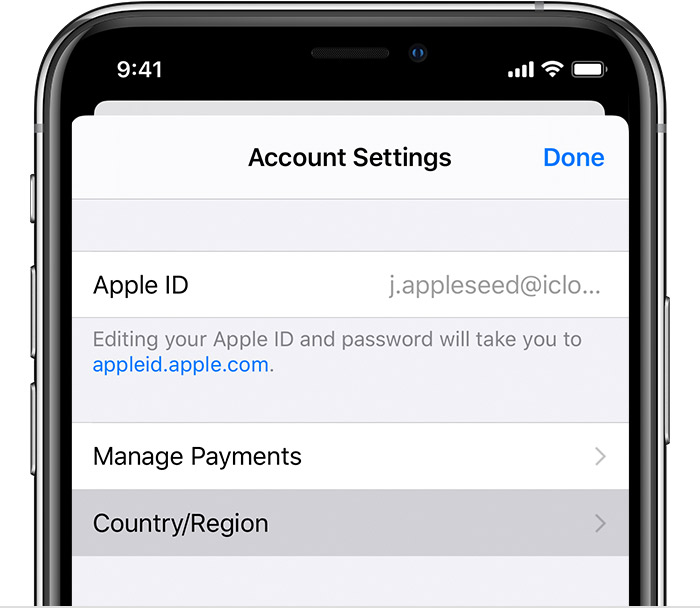 9:41
Account Settings
Done
Apple ID
j.appleseed@iclo...
Editing your Apple ID and password will take you to
appleid.apple.com.
Manage Payments
Country/Region